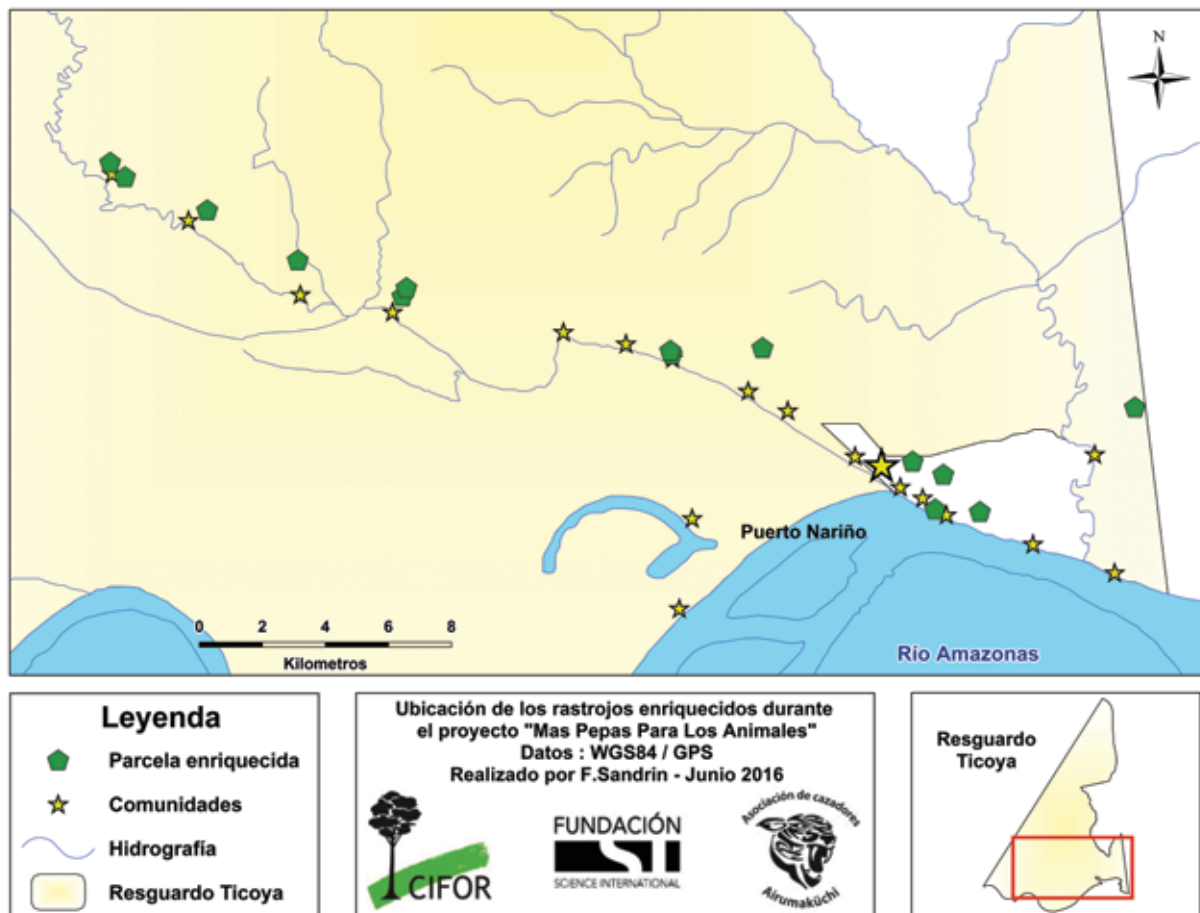 N
Puerto Nariño
0 2 4 6 8
Kilometros
Río Amazonas
Leyenda
Parcela enriquecida
Comunidades
Hidrografía
Resguardo Ticoya
Ubicación de los rastrojos enriquecidos durante
el proyecto "Mas Pepas Para Los Animales"
Datos : WGS84 / GPS
Realizado por F.Sandrin - Junio 2016
CIFOR
FUNDACIÓN
SI
SCIENCE INTERNATIONAL
Asociación de cazadores
Airumaküchi
Resguardo
Ticoya